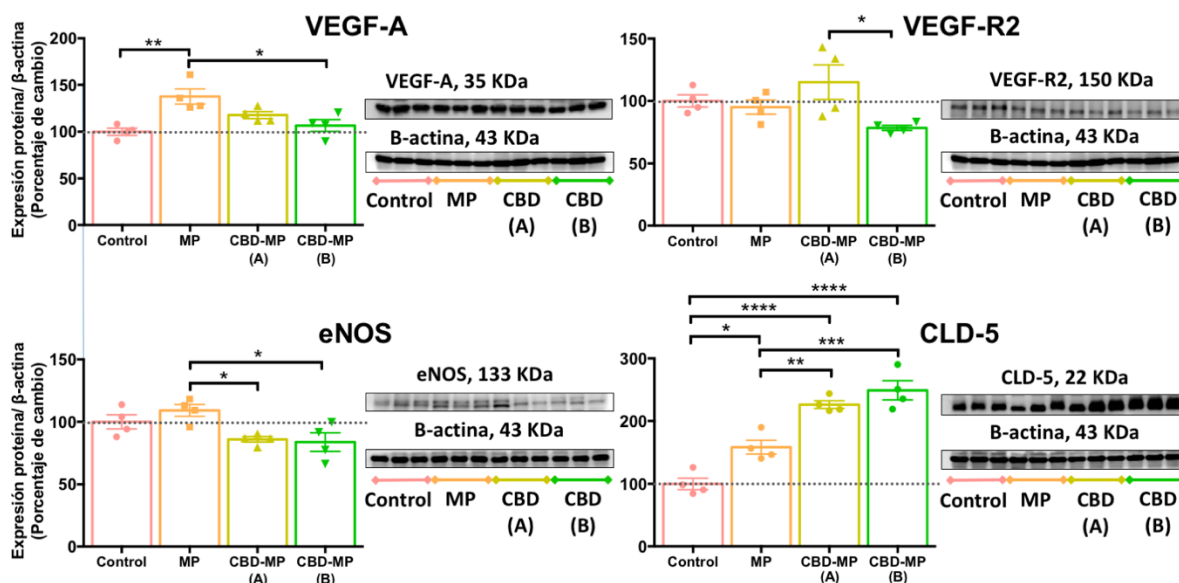 VEGF-A
Expresión proteína/ β-actina
(Porcentaje de cambio)
200
150
100
50
0
**
*
Control
MP
CBD-MP
(A)
CBD-MP
(B)
VEGF-A, 35 KDa
B-actina, 43 KDa
Control
MP
CBD
(A)
CBD
(B)
VEGF-R2
150
100
50
0
*
Control
MP
CBD-MP
(A)
CBD-MP
(B)
VEGF-R2, 150 KDa
B-actina, 43 KDa
Control
MP
CBD
(A)
CBD
(B)
eNOS
Expresión proteína/ β-actina
(Porcentaje de cambio)
150
100
50
0
*
*
Control
MP
CBD-MP
(A)
CBD-MP
(B)
eNOS, 133 KDa
B-actina, 43 KDa
Control
MP
CBD
(A)
CBD
(B)
CLD-5
300
200
100
0
****
****
*
***
**
Control
MP
CBD-MP
(A)
CBD-MP
(B)
CLD-5, 22 KDa
B-actina, 43 KDa
Control
MP
CBD
(A)
CBD
(B)